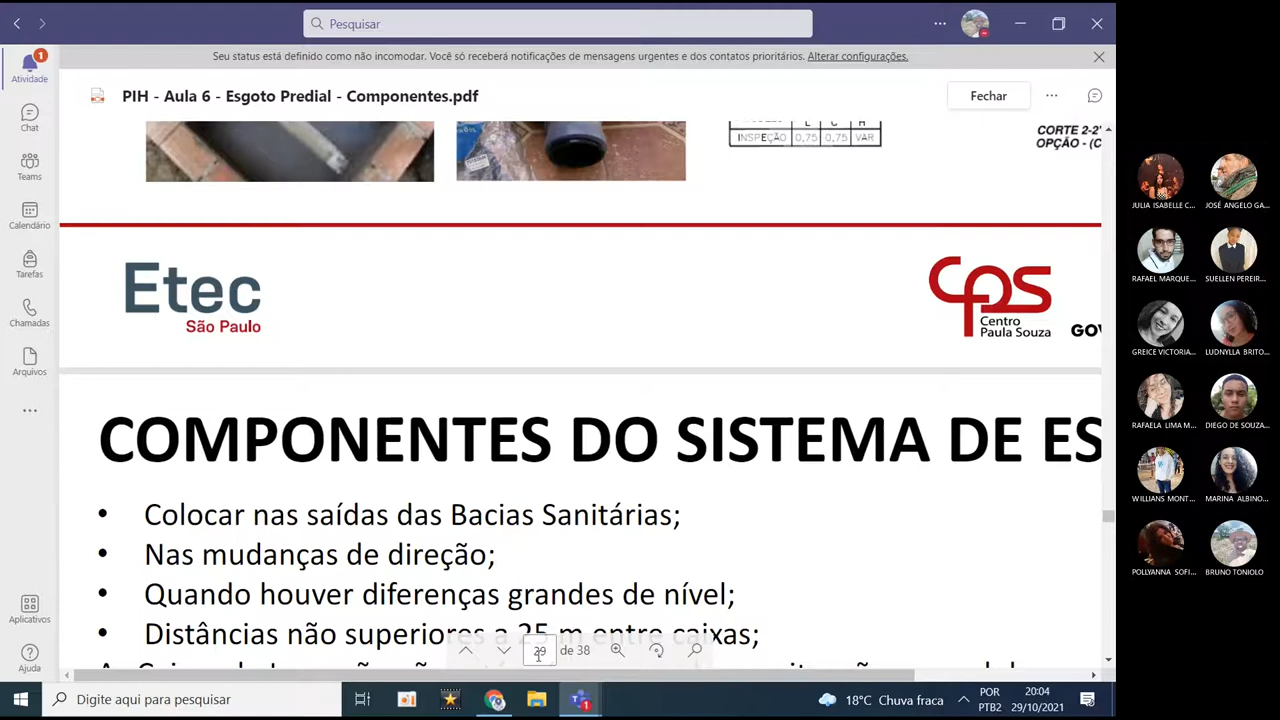 Pesquisar
Seu status está definido como não incomodar. Você só receberá notificações de mensagens urgentes e dos contatos prioritários. Alterar configurações.
1
Atividade
Chat
Teams
Calendário
Tarefas
Chamadas
Arquivos
Aplicativos
Ajuda
PIH - Aula 6 - Esgoto Predial - Componentes.pdf
Fechar
INSPEÇÃO 0,75 0,75 VAR
CORTE 2-2'
OPÇÃO - (C
Etec
São Paulo
cps
Centro
Paula Souza
GOV
COMPONENTES DO SISTEMA DE ES
• Colocar nas saídas das Bacias Sanitárias;
• Nas mudanças de direção;
• Quando houver diferenças grandes de nível;
• Distâncias não superiores a 25 m entre caixas;
29 de 38
JULIA ISABELLE C...
JOSÉ ANGELO GA...
RAFAEL MARQUE...
SUELLEN PEREIR...
GREICE VICTORIA...
LUDNYLLA BRITO...
RAFAELA LIMA M...
DIEGO DE SOUZA...
WILLIANS MONT...
MARINA ALBINO...
POLLYANNA SOFI...
BRUNO TONIOLO
Digite aqui para pesquisar
1
18°C Chuva fraca
POR
PTB2
20:04
29/10/2021